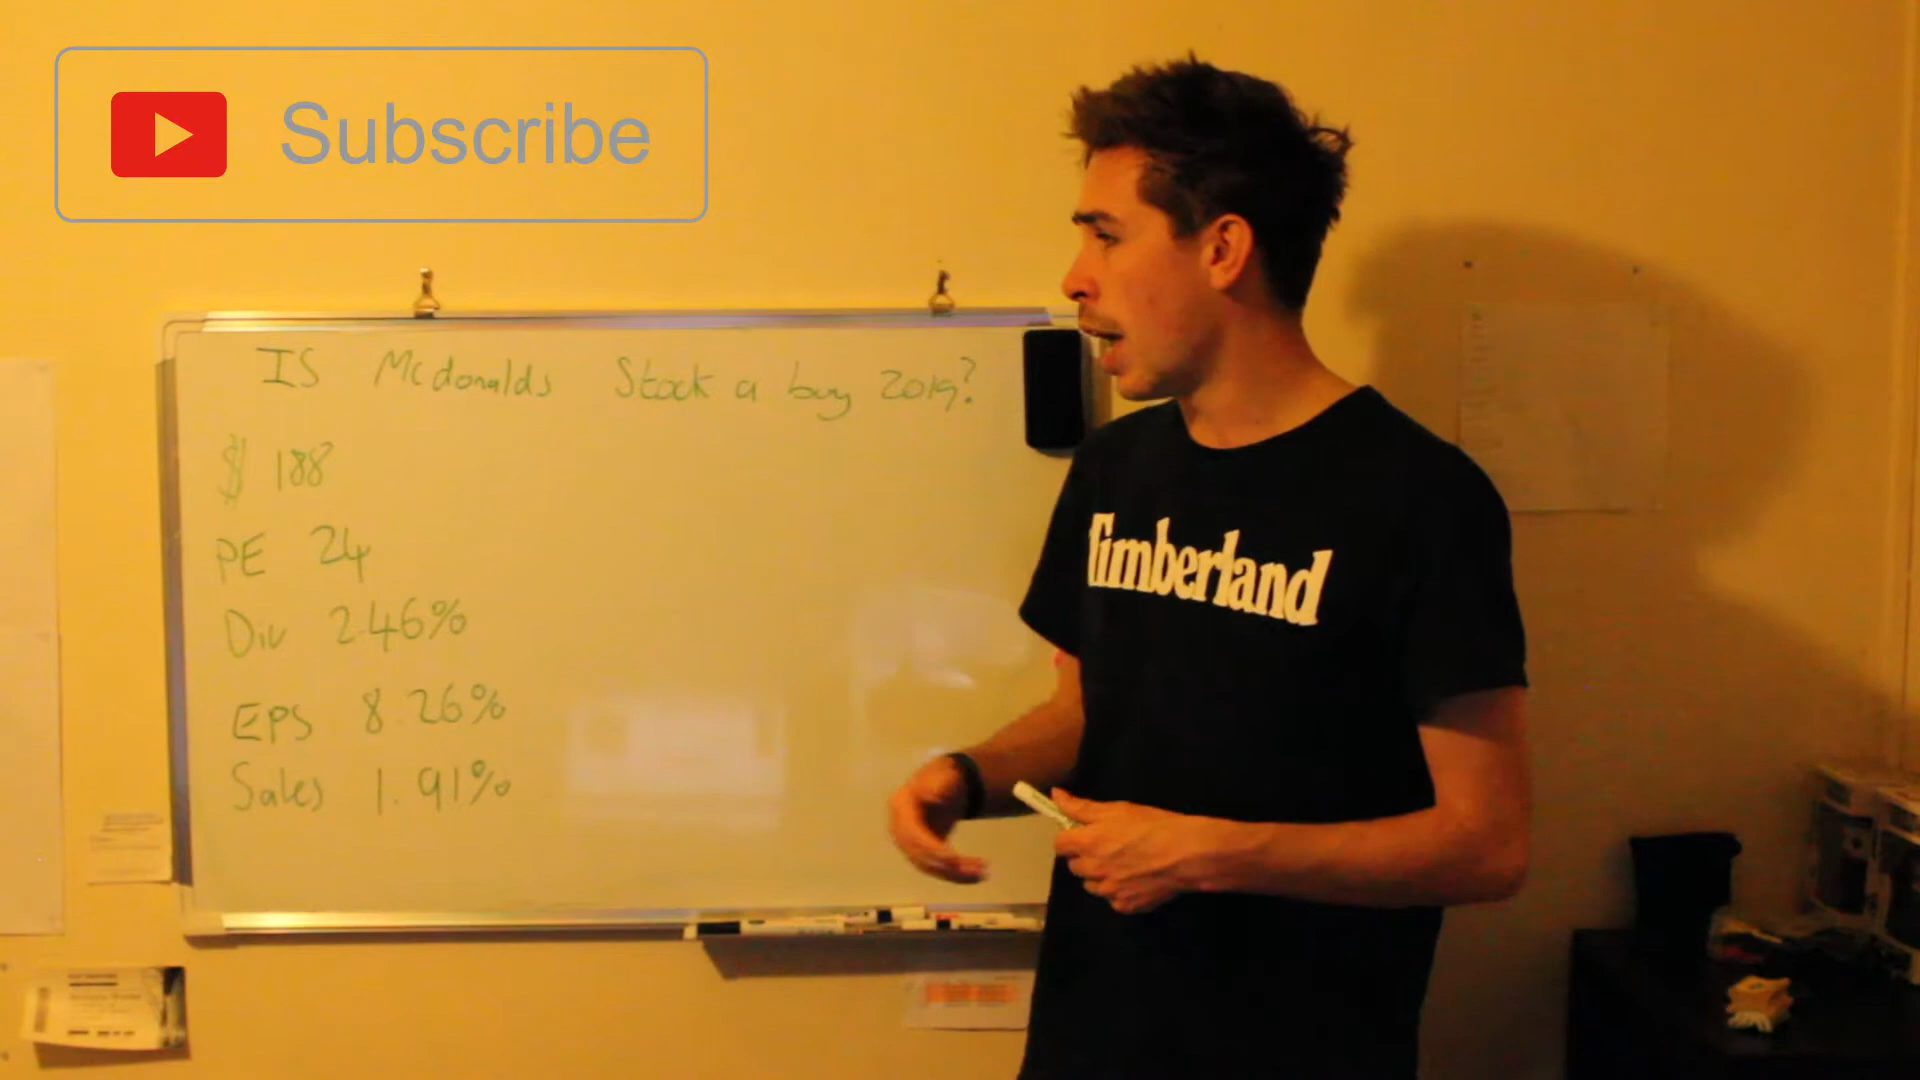 Subscribe
IS Mcdonalds Stock a buy 2019?
$ 188
PE 24
Div 2.46%
EPS 8.26%
Sales 1.91%
Timberland